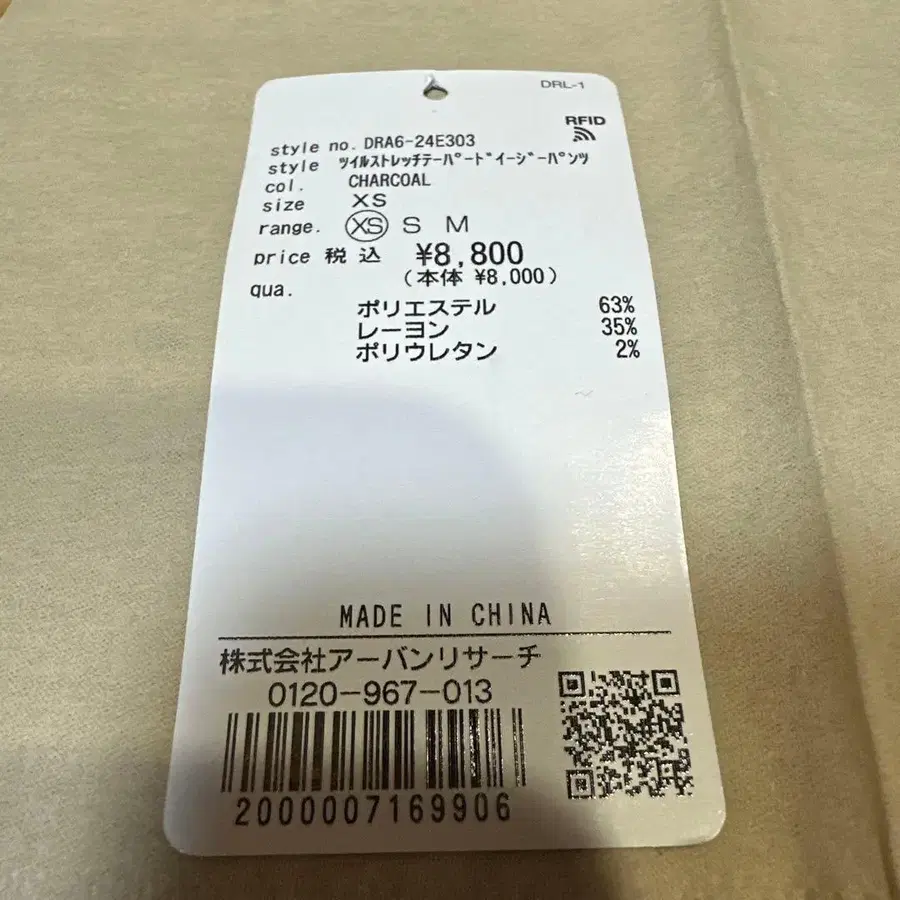 DRL-1
RFID
style no. DRA6-24E303
style ﾂｲﾙｽﾄﾚｯﾁﾃｰﾊﾟｰﾄﾞｲｰｼﾞｰﾊﾟﾝﾂ
col. CHARCOAL
size XS
range. XS S M
price 税込 ¥8,800
(本体 ¥8,000)
qua.
ポリエステル 63%
レーヨン 35%
ポリウレタン 2%
MADE IN CHINA
株式会社アーバンリサーチ
0120-967-013
2000007169906